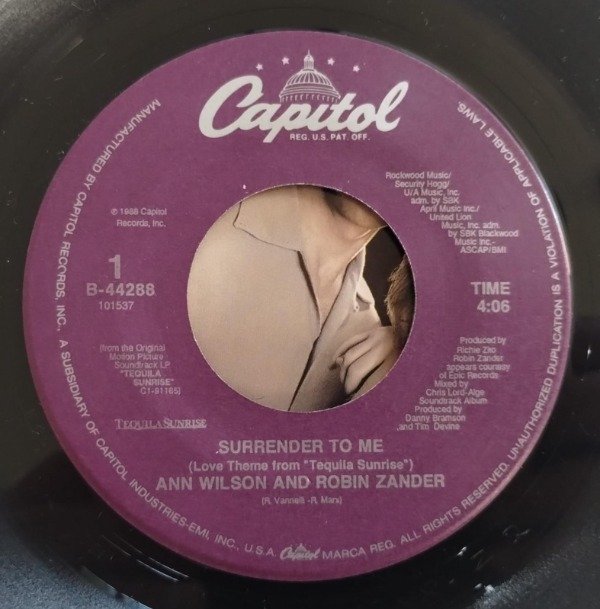 Capitol
REG. U.S. PAT. OFF.
MANUFACTURED BY CAPITOL RECORDS, INC., A SUBSIDIARY OF CAPITOL INDUSTRIES-EMI, INC., U.S.A. Capitol MARCA REG. ALL RIGHTS RESERVED. UNAUTHORIZED DUPLICATION IS A VIOLATION OF APPLICABLE LAWS.
℗ 1988 Capitol
Records, Inc.
1
B-44288
101537
(from the Original
Motion Picture
Soundtrack LP
"TEQUILA
SUNRISE"
C1-91185)
TEQUILA SUNRISE
Rockwood Music/
Security Hogg/
U/A Music, Inc.
adm. by SBK
April Music Inc./
United Lion
Music, Inc. adm.
by SBK Blackwood
Music Inc.-
ASCAP/BMI
TIME
4:06
Produced by
Richie Zito
Robin Zander
appears courtesy
of Epic Records
Mixed by
Chris Lord-Alge
Soundtrack Album
Produced by
Danny Bramson
and Tim Devine
SURRENDER TO ME
(Love Theme from "Tequila Sunrise")
ANN WILSON AND ROBIN ZANDER
(R. Vannelli -R. Marx)